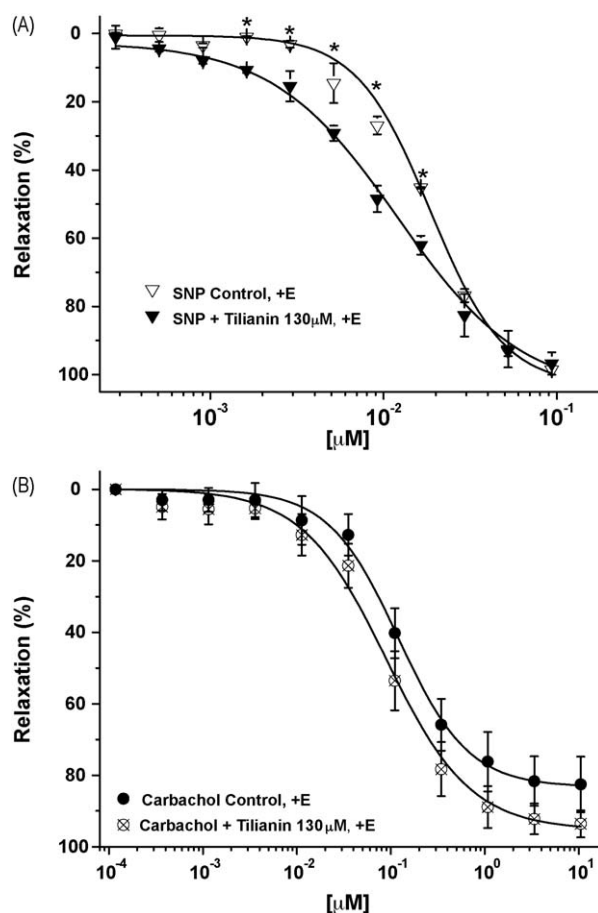 (A)
0
20
40
60
80
100
Relaxation (%)
* * * * *
SNP Control, +E
SNP + Tilianin 130μM, +E
10⁻³ 10⁻² 10⁻¹
[μM]
(B)
0
20
40
60
80
100
Relaxation (%)
Carbachol Control, +E
Carbachol + Tilianin 130μM, +E
10⁻⁴ 10⁻³ 10⁻² 10⁻¹ 10⁰ 10¹
[μM]